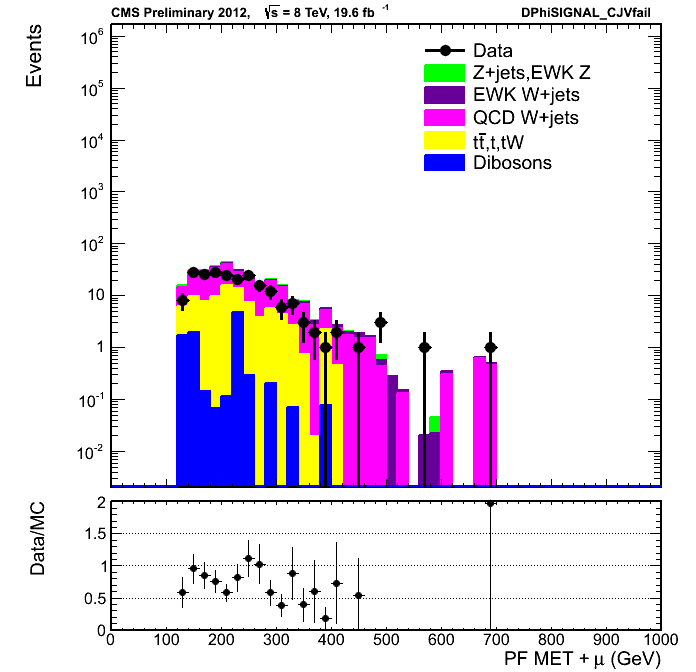 CMS Preliminary 2012, √s = 8 TeV, 19.6 fb⁻¹ DPhiSIGNAL_CJVfail
Events
10⁶
10⁵
10⁴
10³
10²
10
1
10⁻¹
10⁻²
Data
Z+jets,EWK Z
EWK W+jets
QCD W+jets
tt̄,t,tW
Dibosons
Data/MC
2
1.5
1
0.5
0
0 100 200 300 400 500 600 700 800 900 1000
PF MET + μ (GeV)